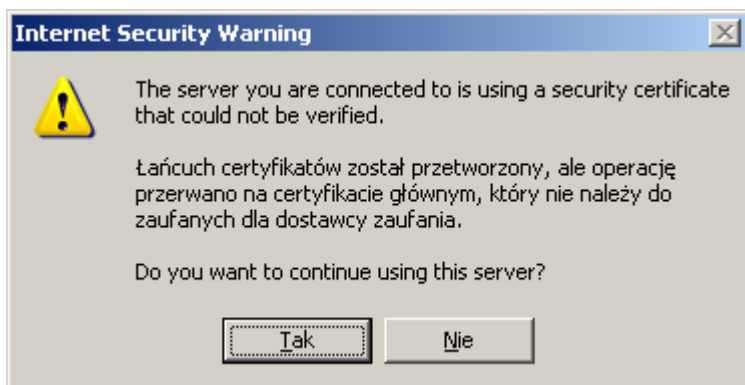 Internet Security Warning
The server you are connected to is using a security certificate
that could not be verified.
Łańcuch certyfikatów został przetworzony, ale operację
przerwano na certyfikacie głównym, który nie należy do
zaufanych dla dostawcy zaufania.
Do you want to continue using this server?
Tak
Nie